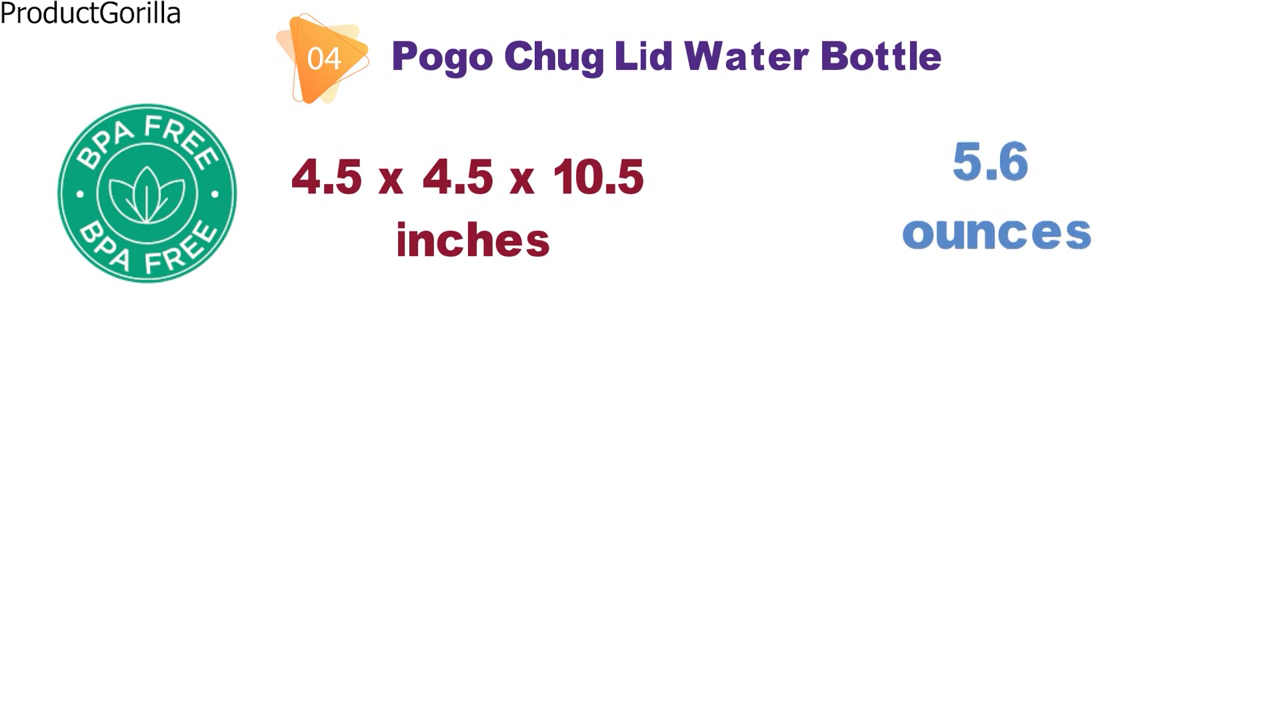 ProductGorilla
04
Pogo Chug Lid Water Bottle
BPA FREE
BPA FREE
4.5 x 4.5 x 10.5
inches
5.6
ounces